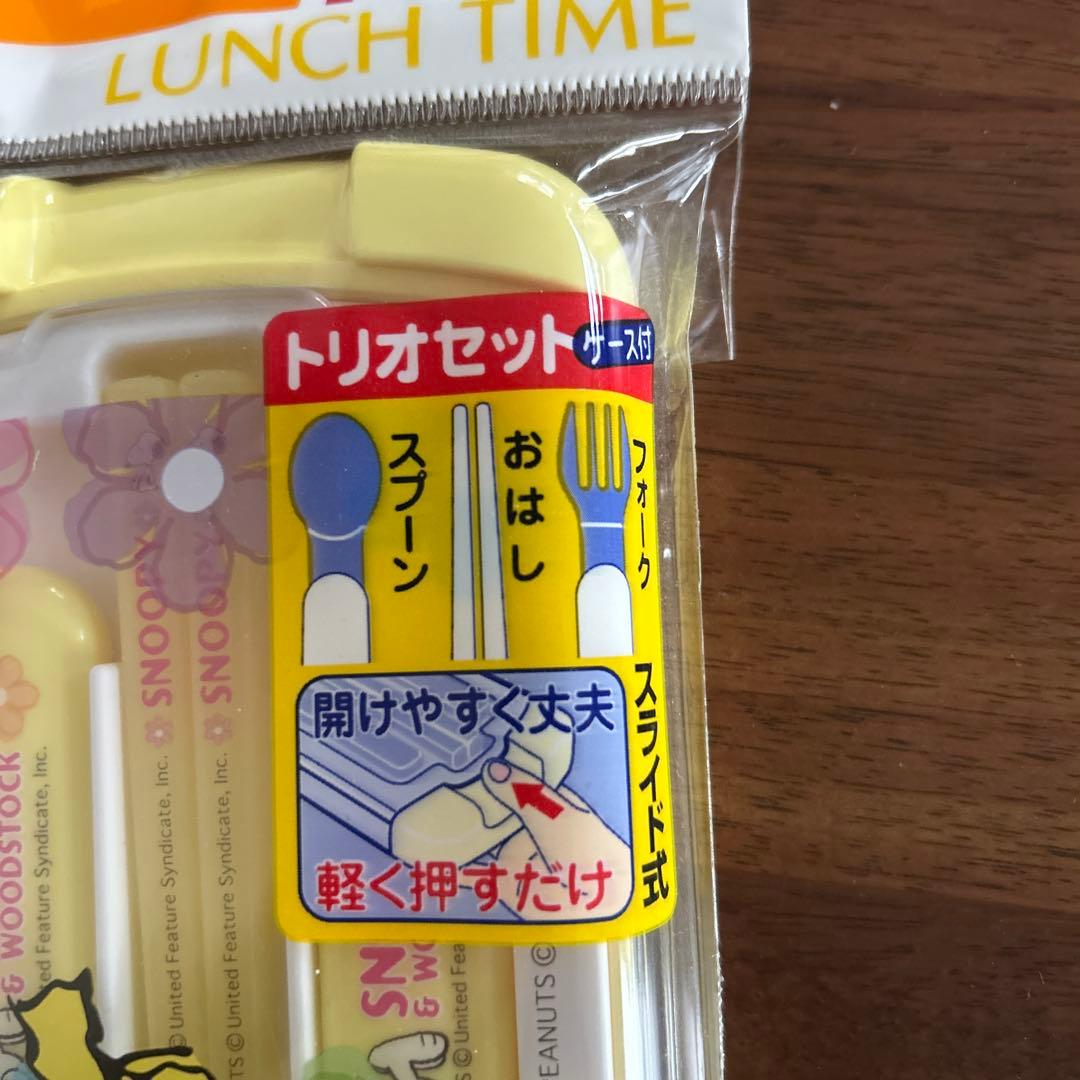 LUNCH TIME
トリオセット
ケース付
スプーン
おはし
フォーク
スライド式
開けやすく丈夫
軽く押すだけ
SNOOPY
SNOOPY
& WOODSTOCK
Feature Syndicate, Inc.
©United Feature Syndicate, Inc.
©United Feature Syndicate, Inc.
SN
©United Fea
PEANUTS ©